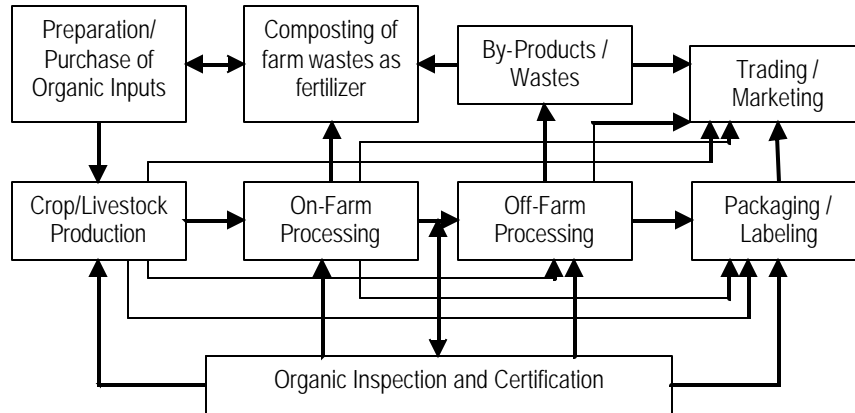 Preparation/
Purchase of
Organic Inputs
Composting of
farm wastes as
fertilizer
By-Products /
Wastes
Trading /
Marketing
Crop/Livestock
Production
On-Farm
Processing
Off-Farm
Processing
Packaging /
Labeling
Organic Inspection and Certification